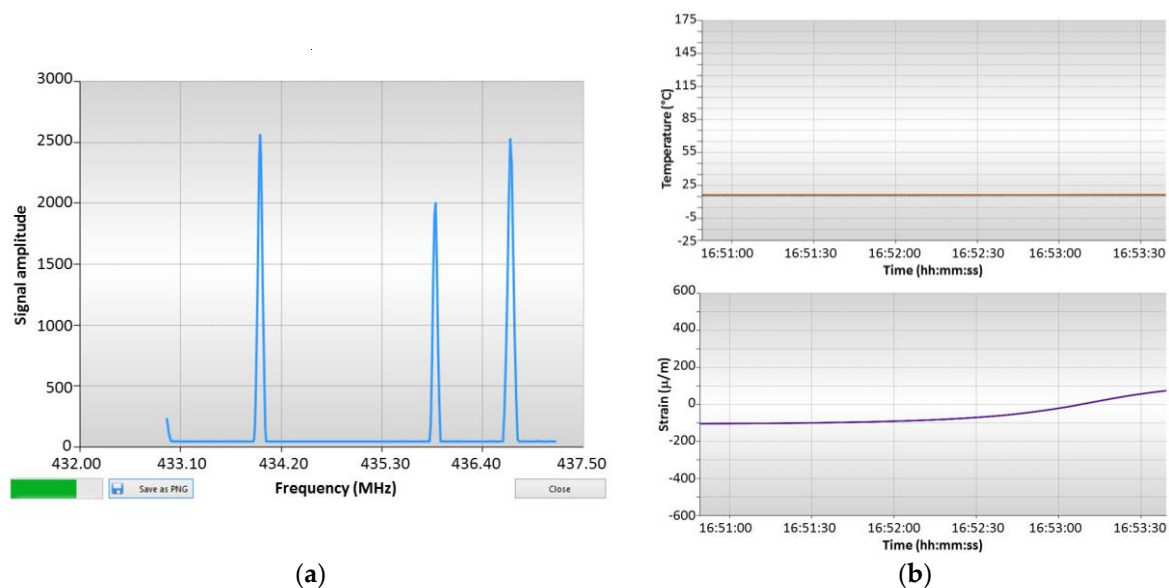 3000
2500
2000
1500
1000
500
0
Signal amplitude
432.00 433.10 434.20 435.30 436.40 437.50
Frequency (MHz)
Save as PNG
Close
(a)
175
145
115
85
55
25
-5
-25
Temperature (°C)
16:51:00 16:51:30 16:52:00 16:52:30 16:53:00 16:53:30
Time (hh:mm:ss)
600
400
200
0
-200
-400
-600
Strain (µ/m)
16:51:00 16:51:30 16:52:00 16:52:30 16:53:00 16:53:30
Time (hh:mm:ss)
(b)